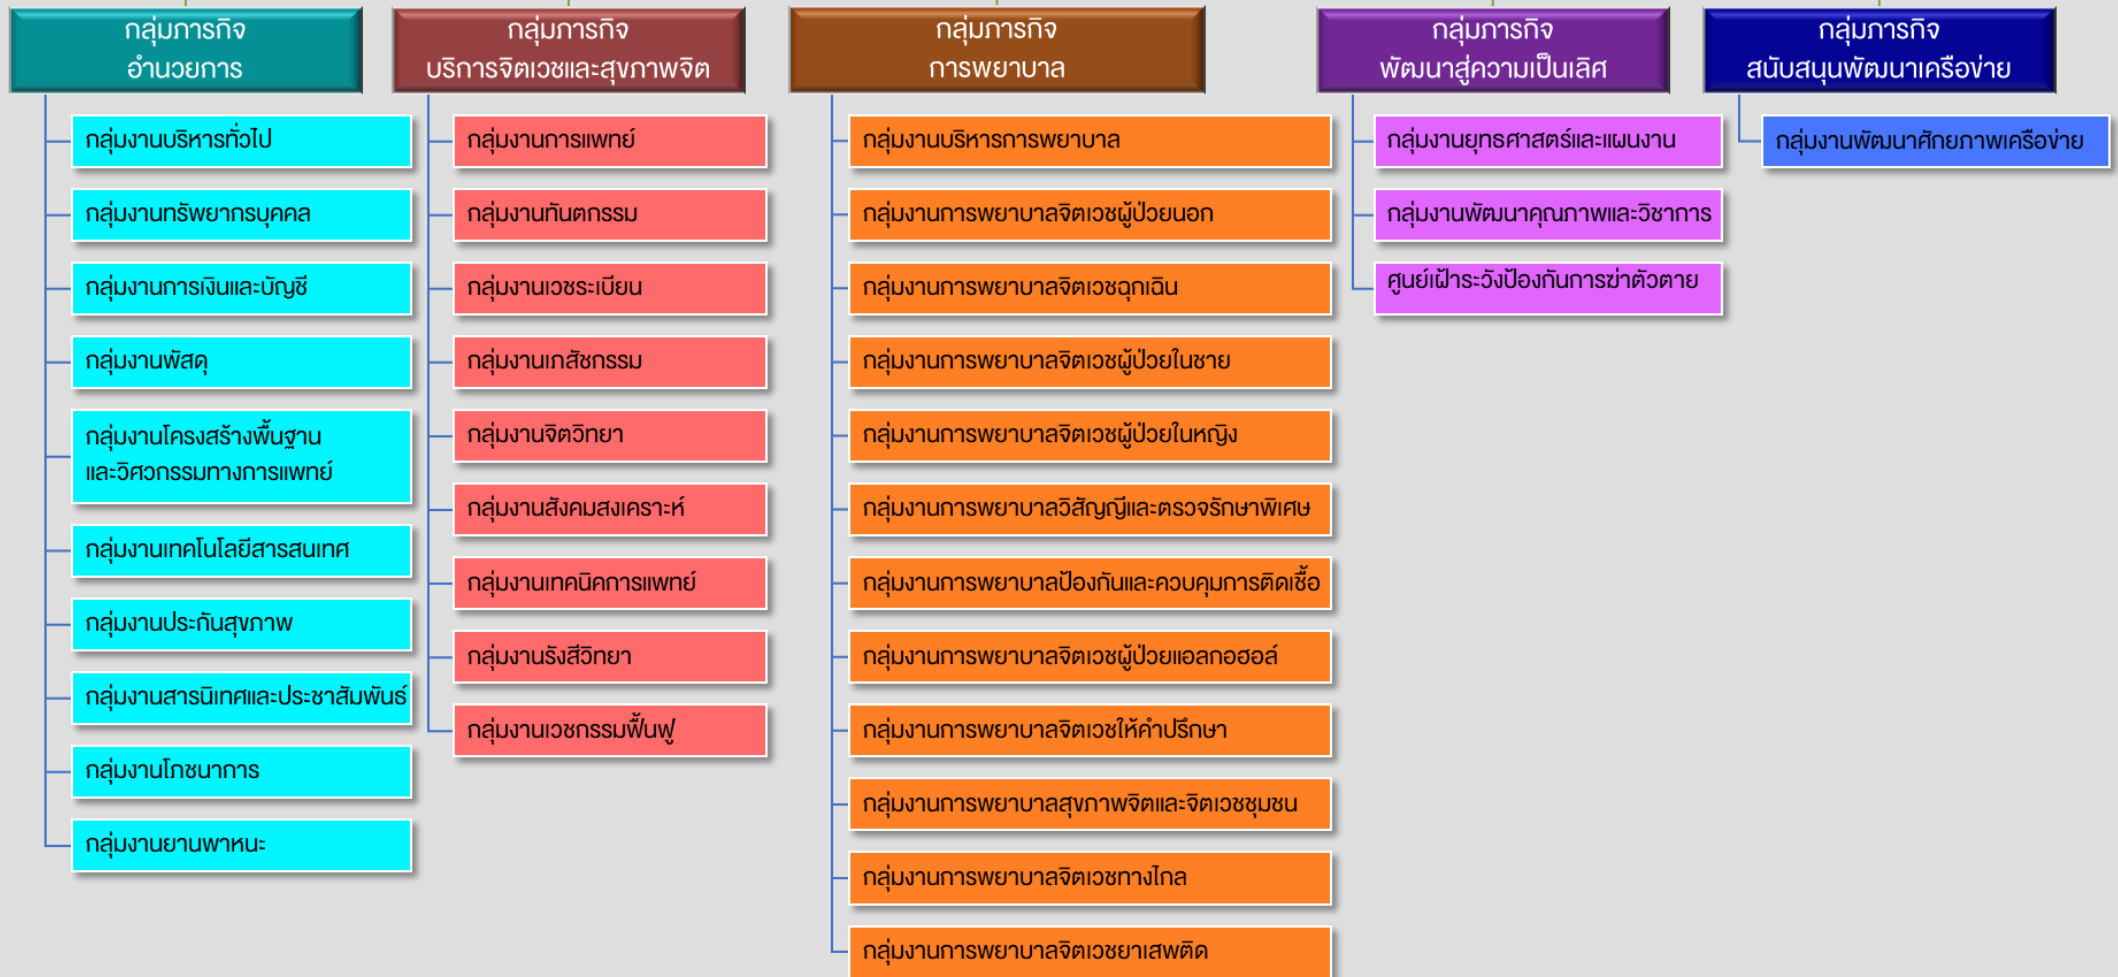 กลุ่มภารกิจ
อำนวยการ
กลุ่มงานบริหารทั่วไป
กลุ่มงานทรัพยากรบุคคล
กลุ่มงานการเงินและบัญชี
กลุ่มงานพัสดุ
กลุ่มงานโครงสร้างพื้นฐาน
และวิศวกรรมทางการแพทย์
กลุ่มงานเทคโนโลยีสารสนเทศ
กลุ่มงานประกันสุขภาพ
กลุ่มงานสารนิเทศและประชาสัมพันธ์
กลุ่มงานโภชนาการ
กลุ่มงานยานพาหนะ
กลุ่มภารกิจ
บริการจิตเวชและสุขภาพจิต
กลุ่มงานการแพทย์
กลุ่มงานทันตกรรม
กลุ่มงานเวชระเบียน
กลุ่มงานเภสัชกรรม
กลุ่มงานจิตวิทยา
กลุ่มงานสังคมสงเคราะห์
กลุ่มงานเทคนิคการแพทย์
กลุ่มงานรังสีวิทยา
กลุ่มงานเวชกรรมฟื้นฟู
กลุ่มภารกิจ
การพยาบาล
กลุ่มงานบริหารการพยาบาล
กลุ่มงานการพยาบาลจิตเวชผู้ป่วยนอก
กลุ่มงานการพยาบาลจิตเวชฉุกเฉิน
กลุ่มงานการพยาบาลจิตเวชผู้ป่วยในชาย
กลุ่มงานการพยาบาลจิตเวชผู้ป่วยในหญิง
กลุ่มงานการพยาบาลวิสัญญีและตรวจรักษาพิเศษ
กลุ่มงานการพยาบาลป้องกันและควบคุมการติดเชื้อ
กลุ่มงานการพยาบาลจิตเวชผู้ป่วยแอลกอฮอล์
กลุ่มงานการพยาบาลจิตเวชให้คำปรึกษา
กลุ่มงานการพยาบาลสุขภาพจิตและจิตเวชชุมชน
กลุ่มงานการพยาบาลจิตเวชทางไกล
กลุ่มงานการพยาบาลจิตเวชยาเสพติด
กลุ่มภารกิจ
พัฒนาสู่ความเป็นเลิศ
กลุ่มงานยุทธศาสตร์และแผนงาน
กลุ่มงานพัฒนาคุณภาพและวิชาการ
ศูนย์เฝ้าระวังป้องกันการฆ่าตัวตาย
กลุ่มภารกิจ
สนับสนุนพัฒนาเครือข่าย
กลุ่มงานพัฒนาศักยภาพเครือข่าย